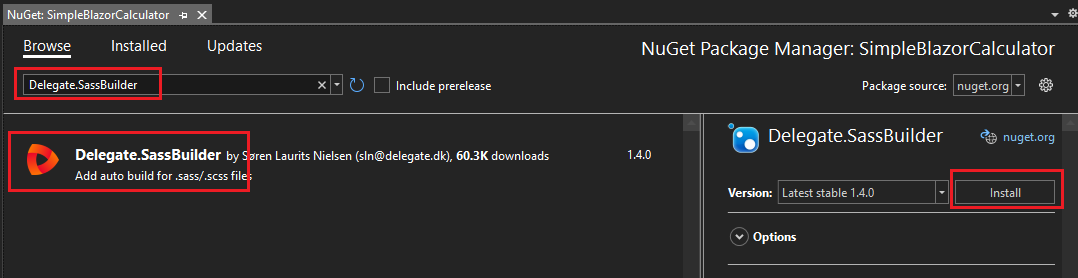 NuGet: SimpleBlazorCalculator
Browse Installed Updates
NuGet Package Manager: SimpleBlazorCalculator
Delegate.SassBuilder
Include prerelease
Package source: nuget.org
Delegate.SassBuilder by Søren Laurits Nielsen (sln@delegate.dk), 60.3K downloads 1.4.0
Add auto build for .sass/.scss files
Delegate.SassBuilder nuget.org
Version: Latest stable 1.4.0 Install
Options